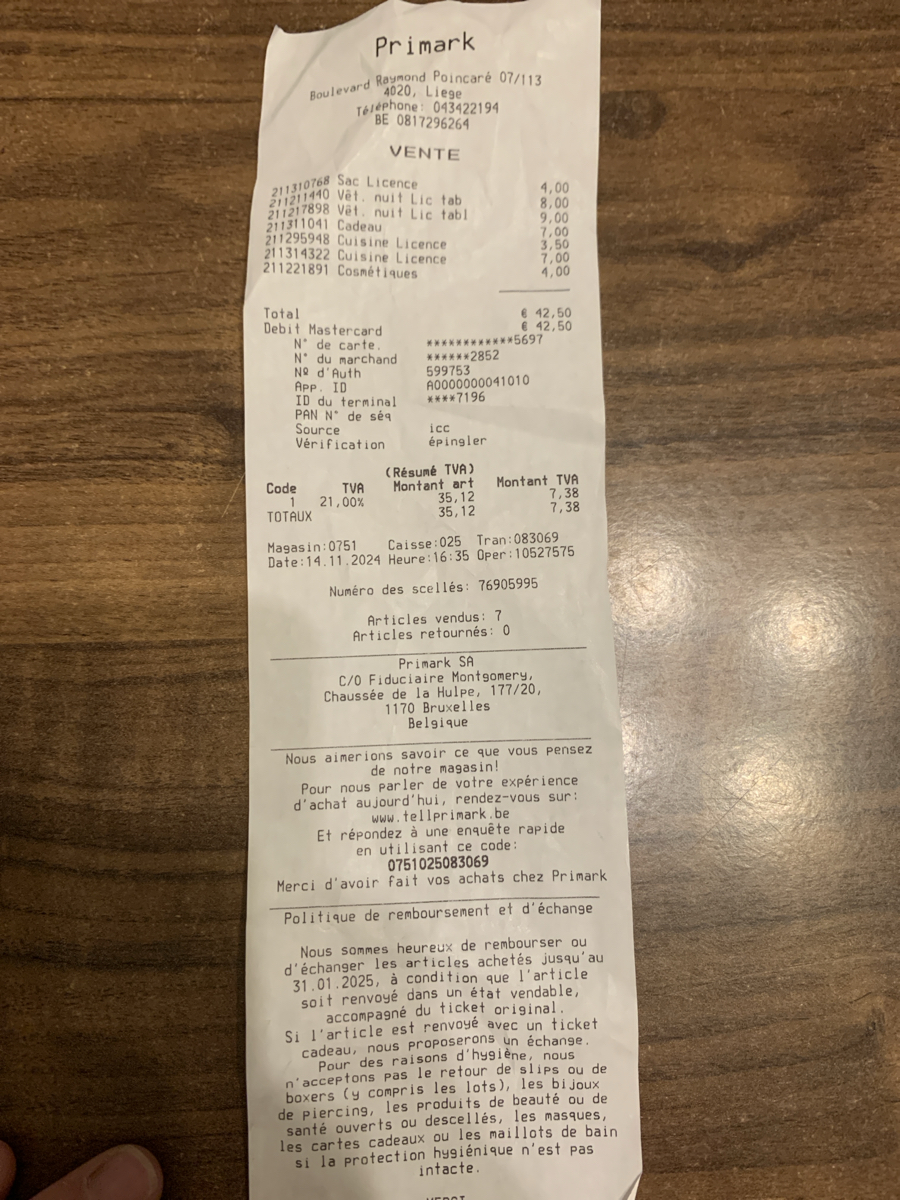 Primark
Boulevard Raymond Poincaré 07/113
4020, Liege
Téléphone: 043422194
BE 0817296264
VENTE
211310768 Sac Licence 4,00
211211440 Vêt. nuit Lic tab 8,00
211217898 Vêt. nuit Lic tabl 9,00
211311041 Cadeau 7,00
211295948 Cuisine Licence 3,50
211314322 Cuisine Licence 7,00
211221891 Cosmétiques 4,00
Total € 42,50
Debit Mastercard € 42,50
N° de carte. ************5697
N° du marchand ******2852
Nº d'Auth 599753
App. ID A0000000041010
ID du terminal ****7196
PAN N° de séq
Source icc
Vérification épingler
(Résumé TVA)
Code TVA Montant art Montant TVA
1 21,00% 35,12 7,38
TOTAUX 35,12 7,38
Magasin:0751 Caisse:025 Tran:083069
Date:14.11.2024 Heure:16:35 Oper:10527575
Numéro des scellés: 76905995
Articles vendus: 7
Articles retournés: 0
Primark SA
C/O Fiduciaire Montgomery,
Chaussée de la Hulpe, 177/20,
1170 Bruxelles
Belgique
Nous aimerions savoir ce que vous pensez
de notre magasin!
Pour nous parler de votre expérience
d'achat aujourd'hui, rendez-vous sur:
www.tellprimark.be
Et répondez à une enquête rapide
en utilisant ce code:
0751025083069
Merci d'avoir fait vos achats chez Primark
Politique de remboursement et d'échange
Nous sommes heureux de rembourser ou
d'échanger les articles achetés jusqu'au
31.01.2025, à condition que l'article
soit renvoyé dans un état vendable,
accompagné du ticket original.
Si l'article est renvoyé avec un ticket
cadeau, nous proposerons un échange.
Pour des raisons d'hygiène, nous
n'acceptons pas le retour de slips ou de
boxers (y compris les lots), les bijoux
de piercing, les produits de beauté ou de
santé ouverts ou descellés, les masques,
les cartes cadeaux ou les maillots de bain
si la protection hygiénique n'est pas
intacte.